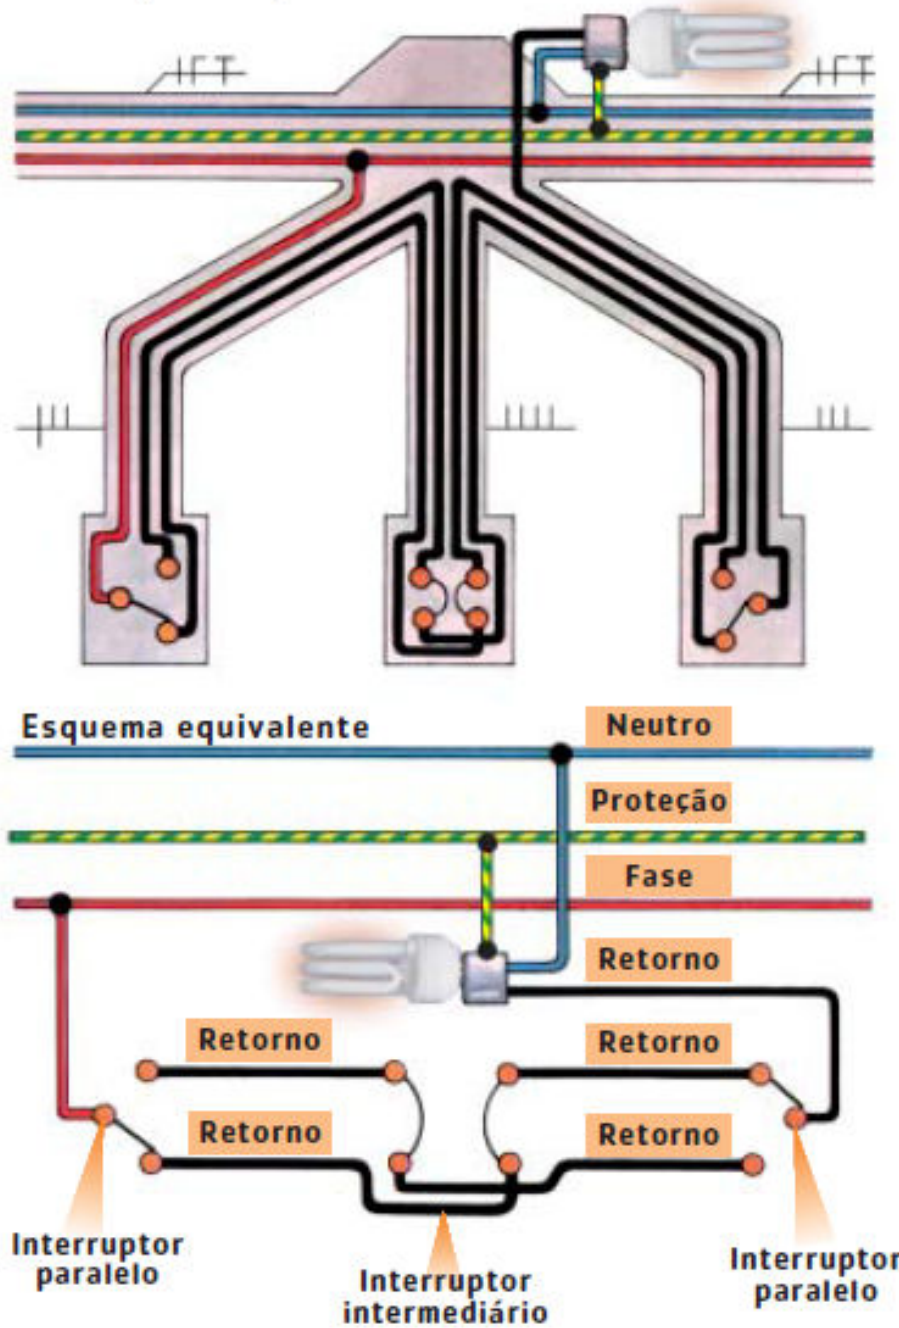 Esquema equivalente
Neutro
Proteção
Fase
Retorno
Retorno
Retorno
Retorno
Retorno
Interruptor
paralelo
Interruptor
intermediário
Interruptor
paralelo